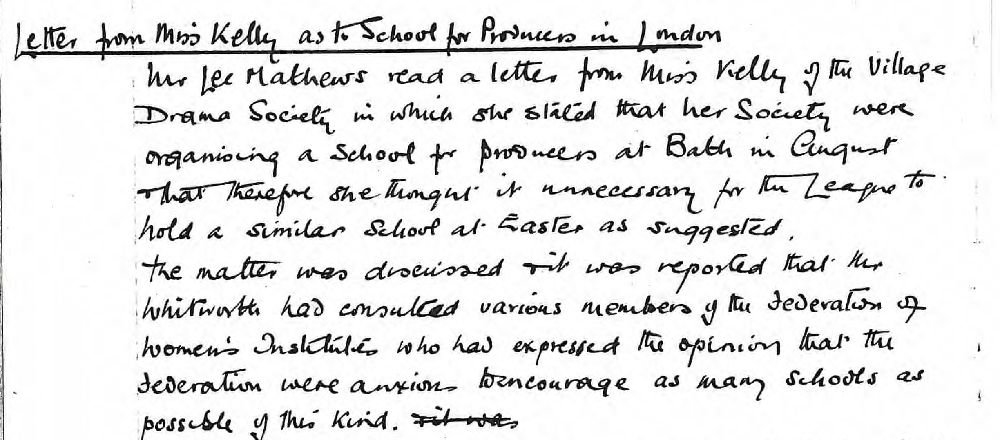 Letter from Miss Kelly as to School for Producers in London
Mr Lee Mathews read a letter from Miss Kelly of the Village
Drama Society in which she stated that her Society were
organising a School for producers at Bath in August
+ that therefore she thought it unnecessary for the League to
hold a similar School at Easter as suggested.
The matter was discussed + it was reported that Mr
Whitworth had consulted various members of the Federation of
Women's Institutes who had expressed the opinion that the
Federation were anxious to encourage as many schools as
possible of this kind. + it was